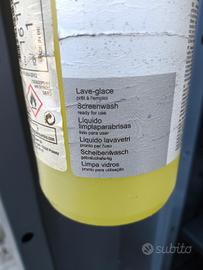 Lave-glace
prêt à l'emploi
Screenwash
ready for use
Liquido
limpiaparabrisas
listo para usar
Liquido lavavetri
pronto per l'uso
Scheibenwasch
gebrauchsfertig
Limpa vidros
pronto para utilização
subito